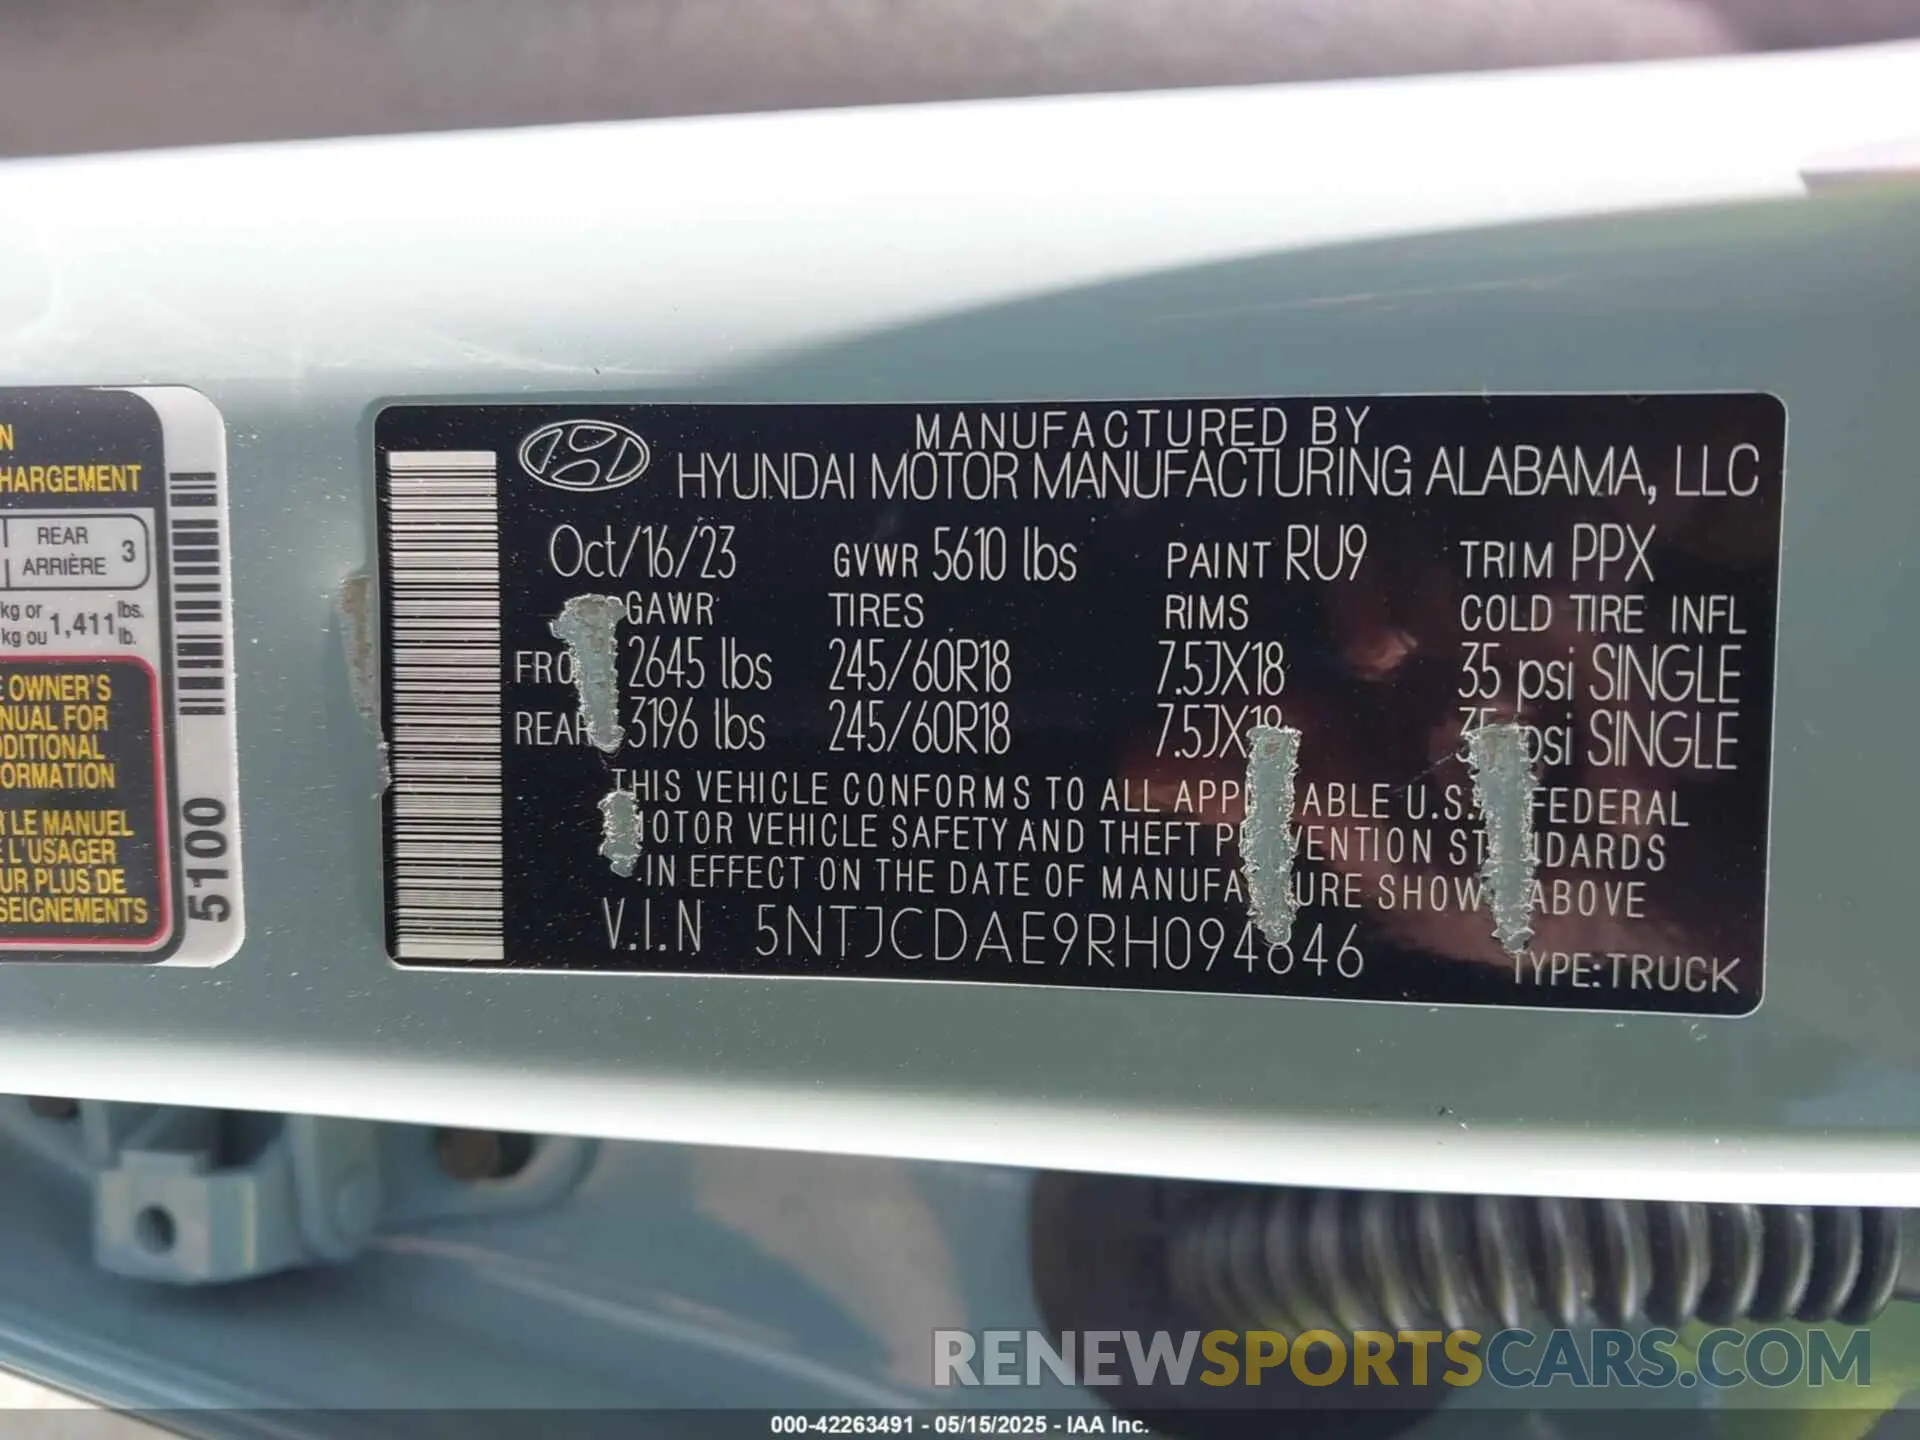 N
HARGEMENT
REAR
ARRIÈRE 3
kg or 1,411 lbs.
kg ou lb.
E OWNER'S
NUAL FOR
DDITIONAL
FORMATION
R LE MANUEL
E L'USAGER
UR PLUS DE
SEIGNEMENTS
5100
MANUFACTURED BY
HYUNDAI MOTOR MANUFACTURING ALABAMA, LLC
Oct/16/23 GVWR 5610 lbs PAINT RU9 TRIM PPX
GAWR TIRES RIMS COLD TIRE INFL
FRO 2645 lbs 245/60R18 7.5JX18 35 psi SINGLE
REAR 3196 lbs 245/60R18 7.5JX18 35 psi SINGLE
THIS VEHICLE CONFORMS TO ALL APP ABLE U.S.A FEDERAL
MOTOR VEHICLE SAFETY AND THEFT P VENTION ST NDARDS
IN EFFECT ON THE DATE OF MANUFA URE SHOW ABOVE
V.I.N 5NTJCDAE9RH094846
TYPE:TRUCK
RENEWSPORTSCARS.COM
000-42263491 - 05/15/2025 - IAA Inc.